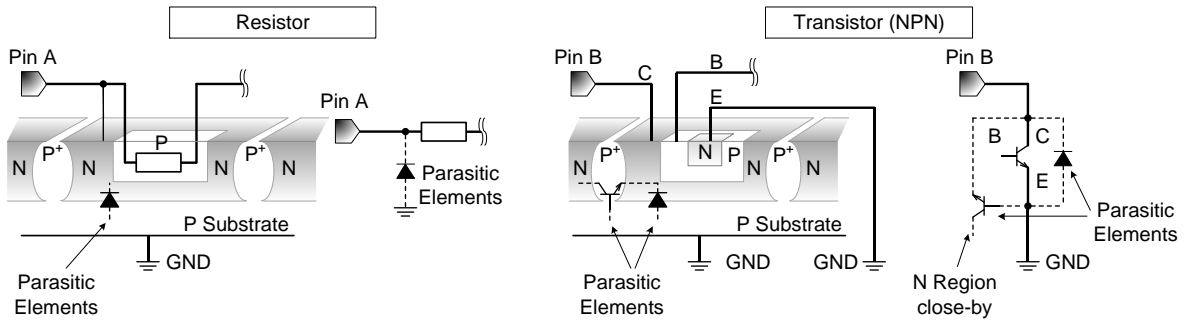 Resistor
Transistor (NPN)
Pin A
Pin A
N
P+
N
P
N
P+
N
Parasitic
Elements
P Substrate
GND
Parasitic
Elements
Pin B
C
B
E
N
P+
N
N
P
P+
N
P Substrate
GND
GND
Parasitic
Elements
Pin B
B
C
E
Parasitic
Elements
GND
N Region
close-by